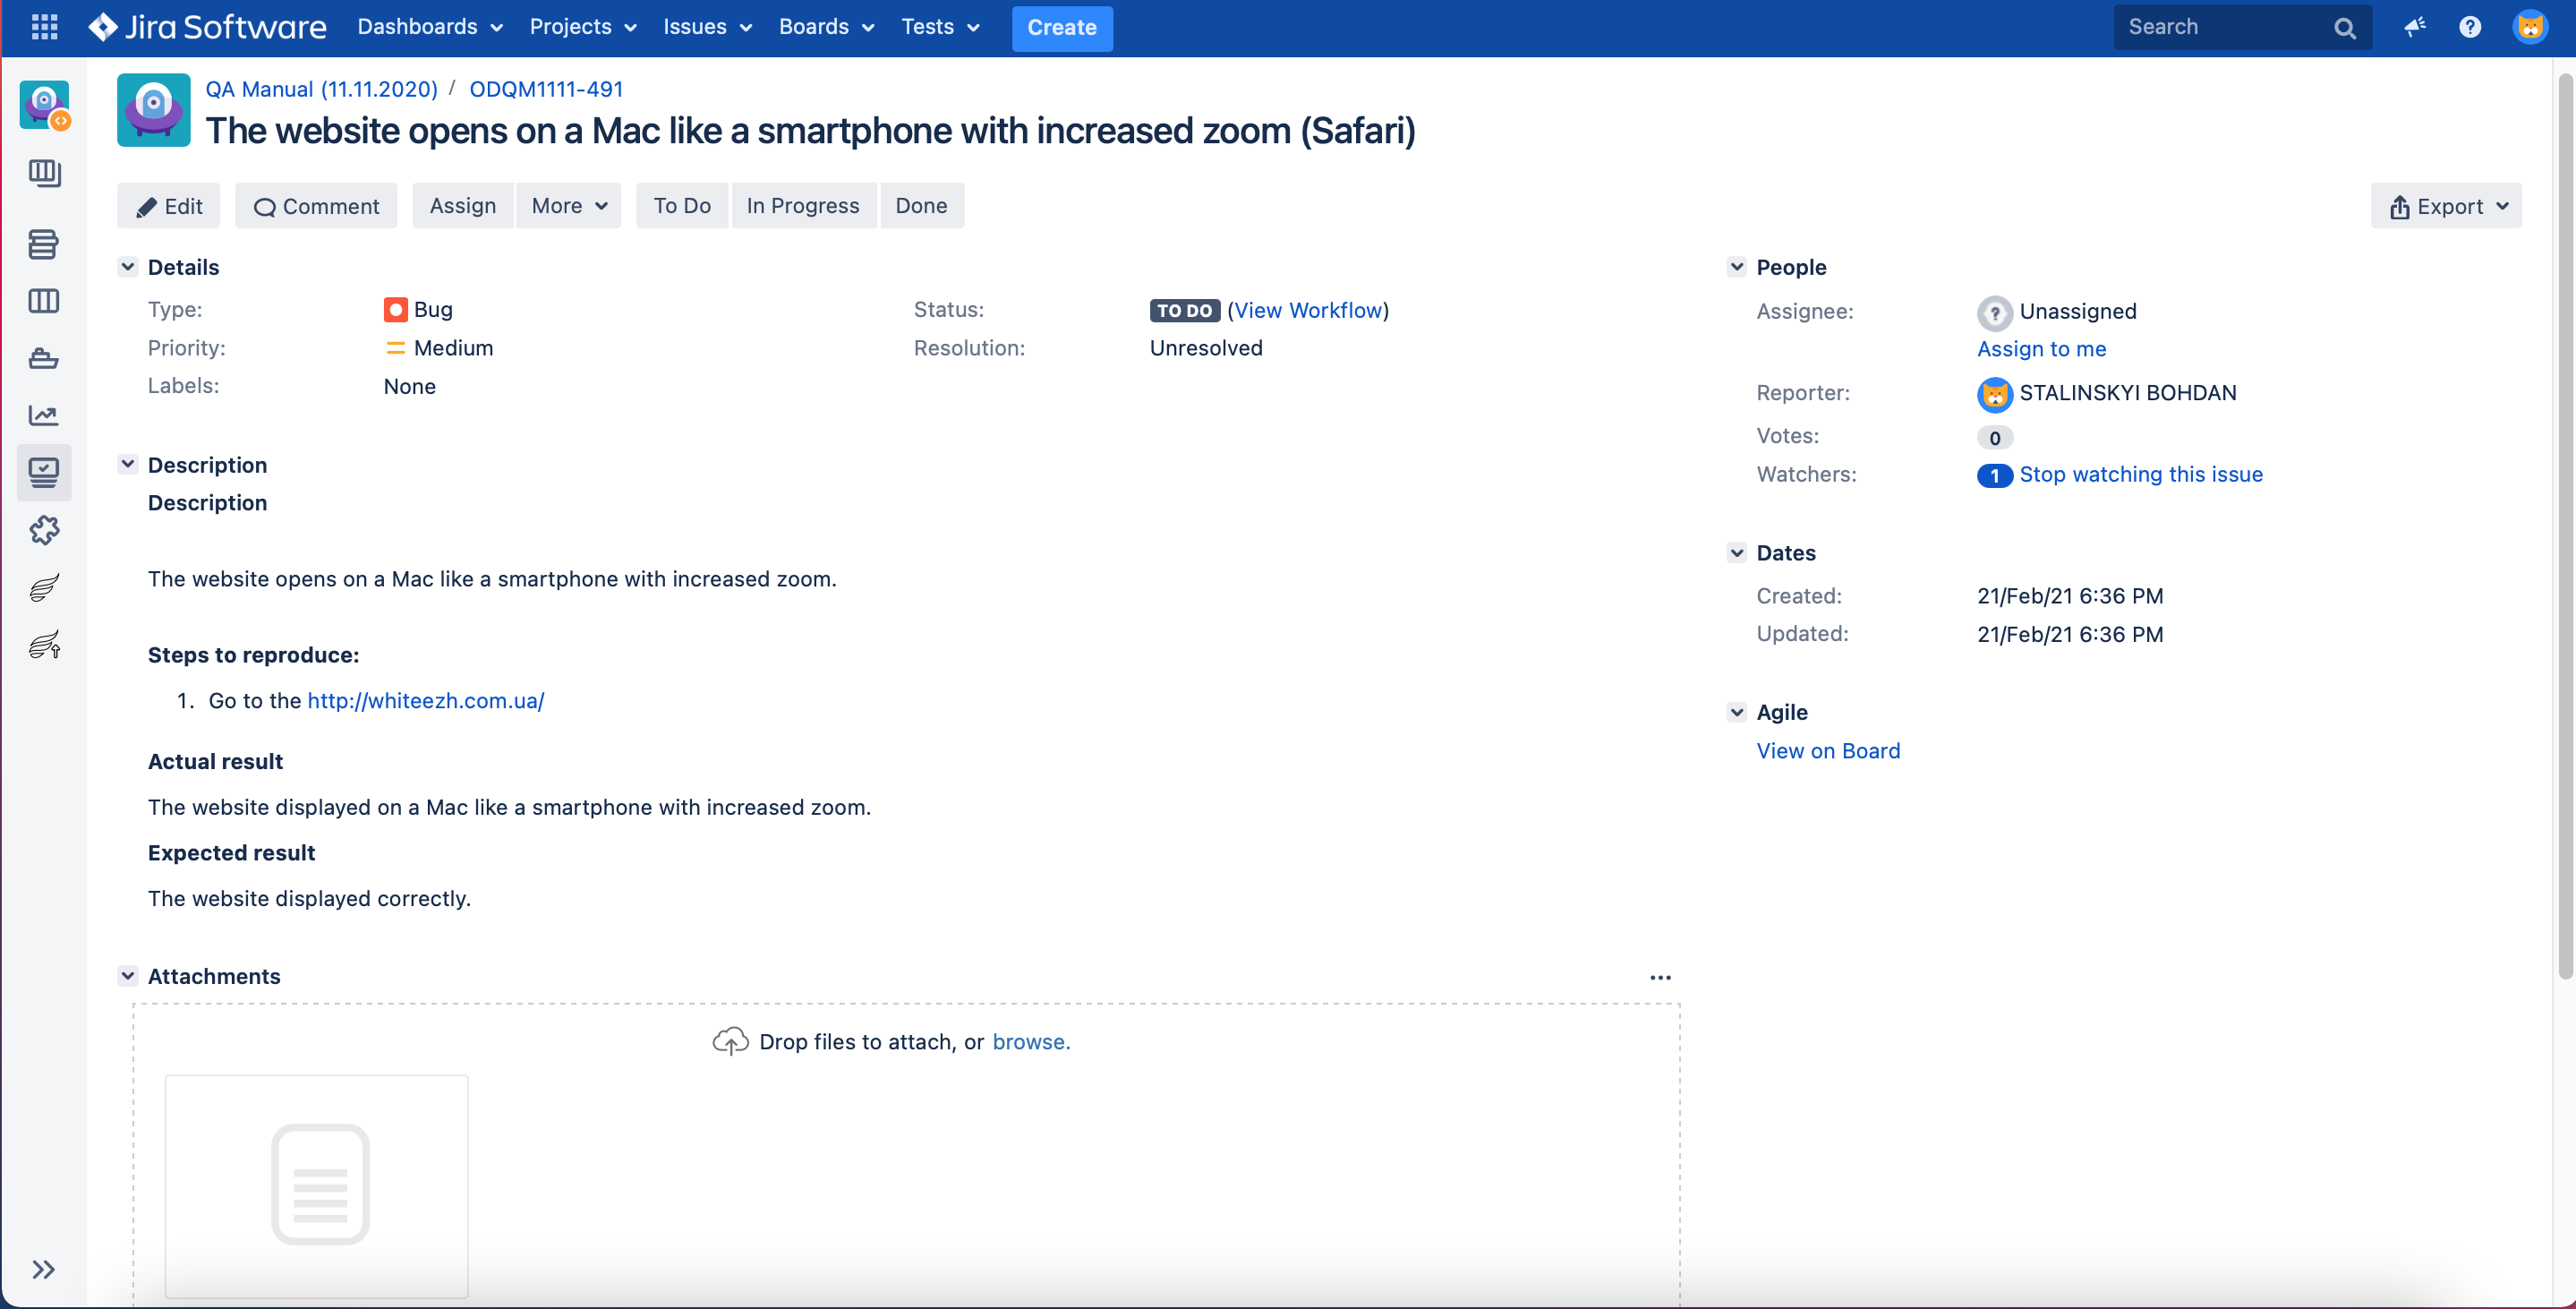 Jira Software Dashboards Projects Issues Boards Tests Create Search
QA Manual (11.11.2020) / ODQM1111-491
The website opens on a Mac like a smartphone with increased zoom (Safari)
Edit Comment Assign More To Do In Progress Done Export
Details
Type: Bug Status: TO DO (View Workflow)
Priority: Medium Resolution: Unresolved
Labels: None
Description
Description
The website opens on a Mac like a smartphone with increased zoom.
Steps to reproduce:
1. Go to the http://whiteezh.com.ua/
Actual result
The website displayed on a Mac like a smartphone with increased zoom.
Expected result
The website displayed correctly.
Attachments
Drop files to attach, or browse.
People
Assignee: Unassigned
Assign to me
Reporter: STALINSKYI BOHDAN
Votes: 0
Watchers: 1 Stop watching this issue
Dates
Created: 21/Feb/21 6:36 PM
Updated: 21/Feb/21 6:36 PM
Agile
View on Board